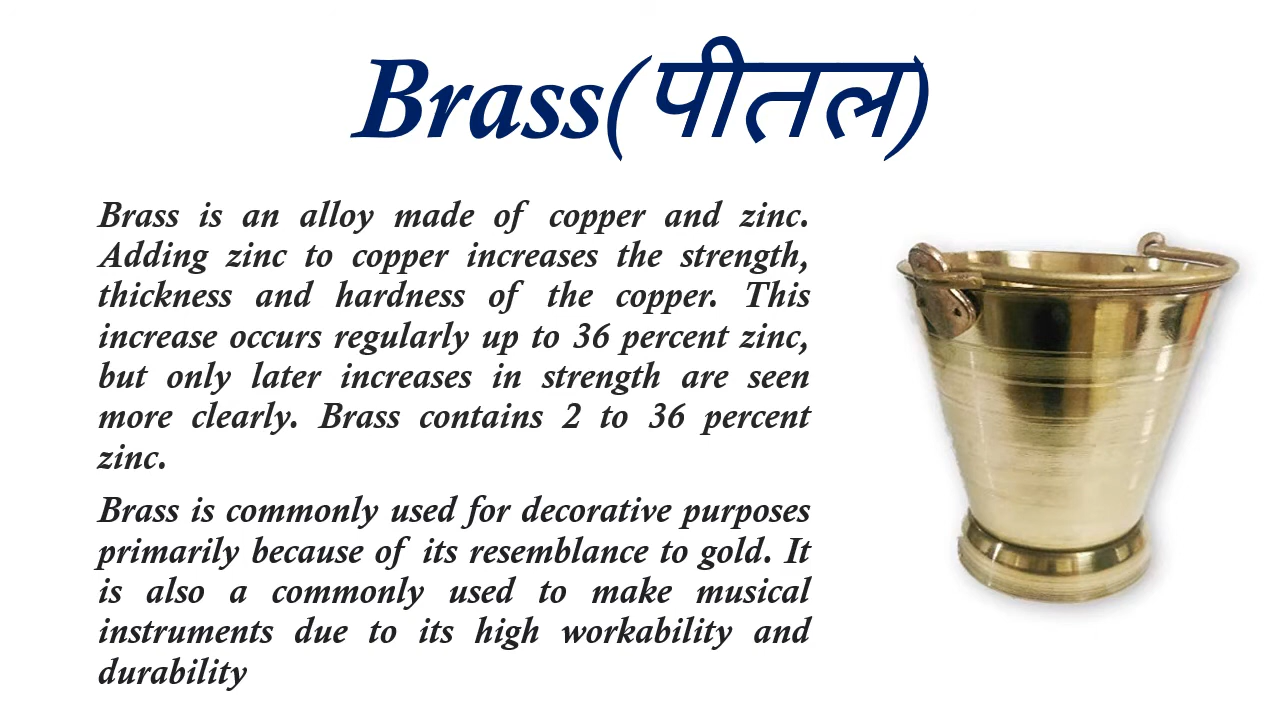 Brass(पीतल)
Brass is an alloy made of copper and zinc.
Adding zinc to copper increases the strength,
thickness and hardness of the copper. This
increase occurs regularly up to 36 percent zinc,
but only later increases in strength are seen
more clearly. Brass contains 2 to 36 percent
zinc.
Brass is commonly used for decorative purposes
primarily because of its resemblance to gold. It
is also a commonly used to make musical
instruments due to its high workability and
durability